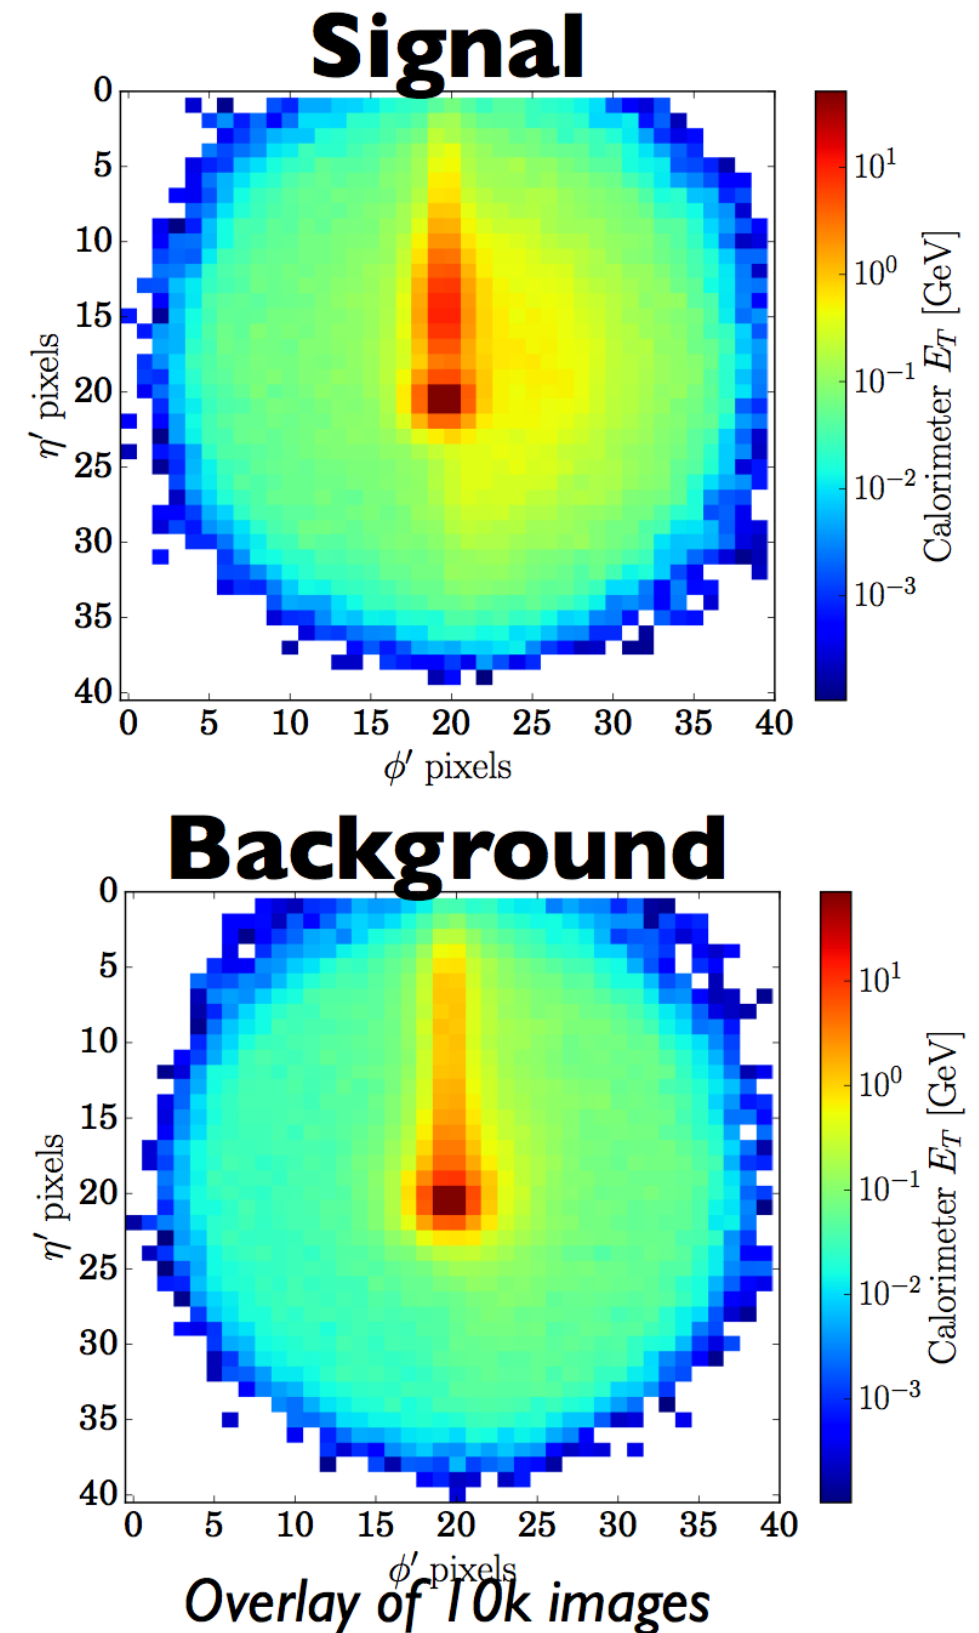 Signal
0
5
10
15
20
25
30
35
40
η′ pixels
0 5 10 15 20 25 30 35 40
ϕ′ pixels
10¹
10⁰
10⁻¹
10⁻²
10⁻³
Calorimeter E_T [GeV]
Background
0
5
10
15
20
25
30
35
40
η′ pixels
0 5 10 15 20 25 30 35 40
ϕ′ pixels
10¹
10⁰
10⁻¹
10⁻²
10⁻³
Calorimeter E_T [GeV]
Overlay of 10k images